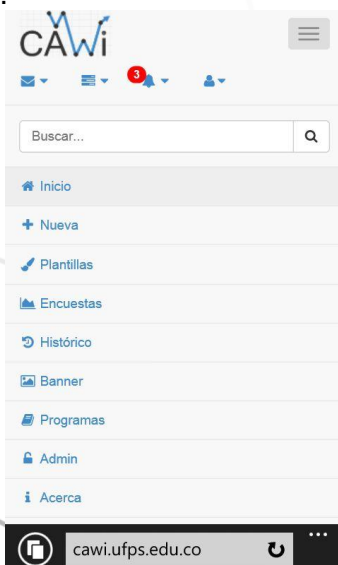 CAWi
3
Buscar...
Inicio
Nueva
Plantillas
Encuestas
Histórico
Banner
Programas
Admin
Acerca
cawi.ufps.edu.co